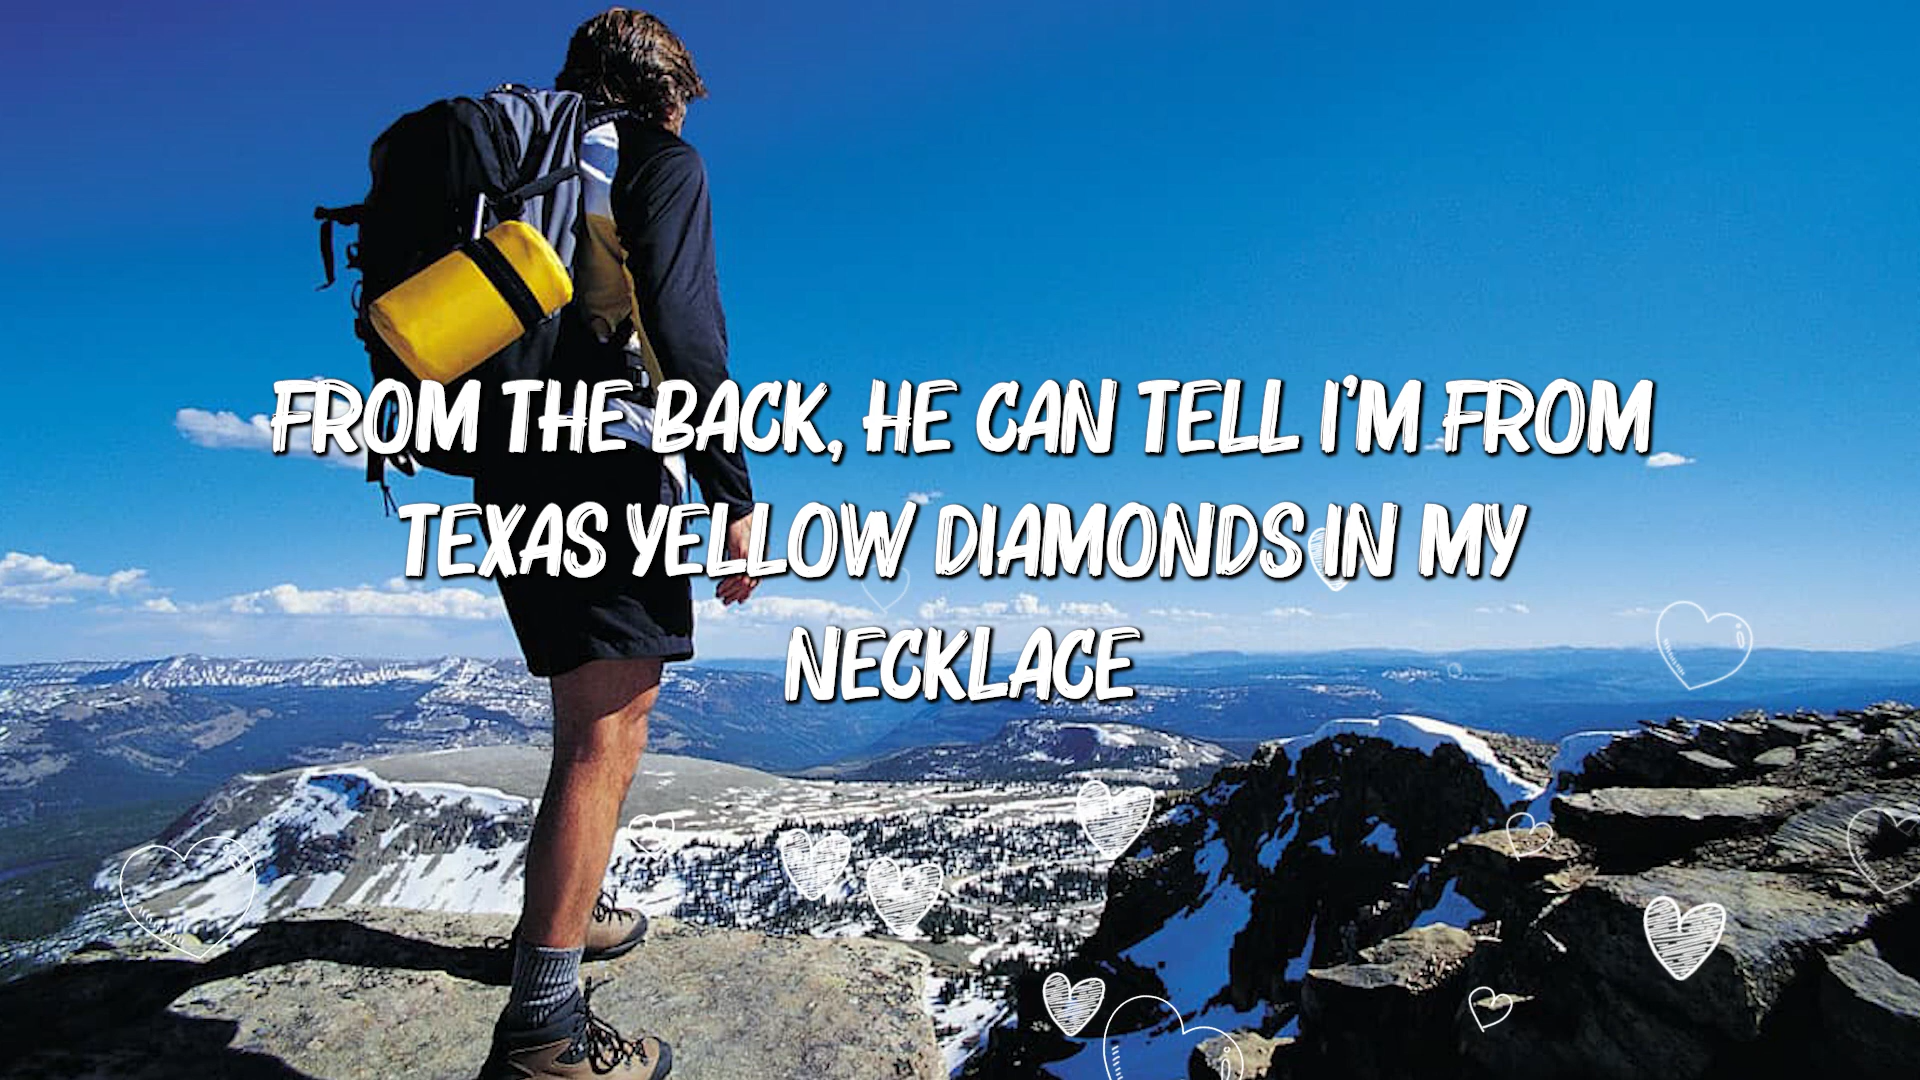 FROM THE BACK, HE CAN TELL I'M FROM
TEXAS YELLOW DIAMONDS IN MY
NECKLACE